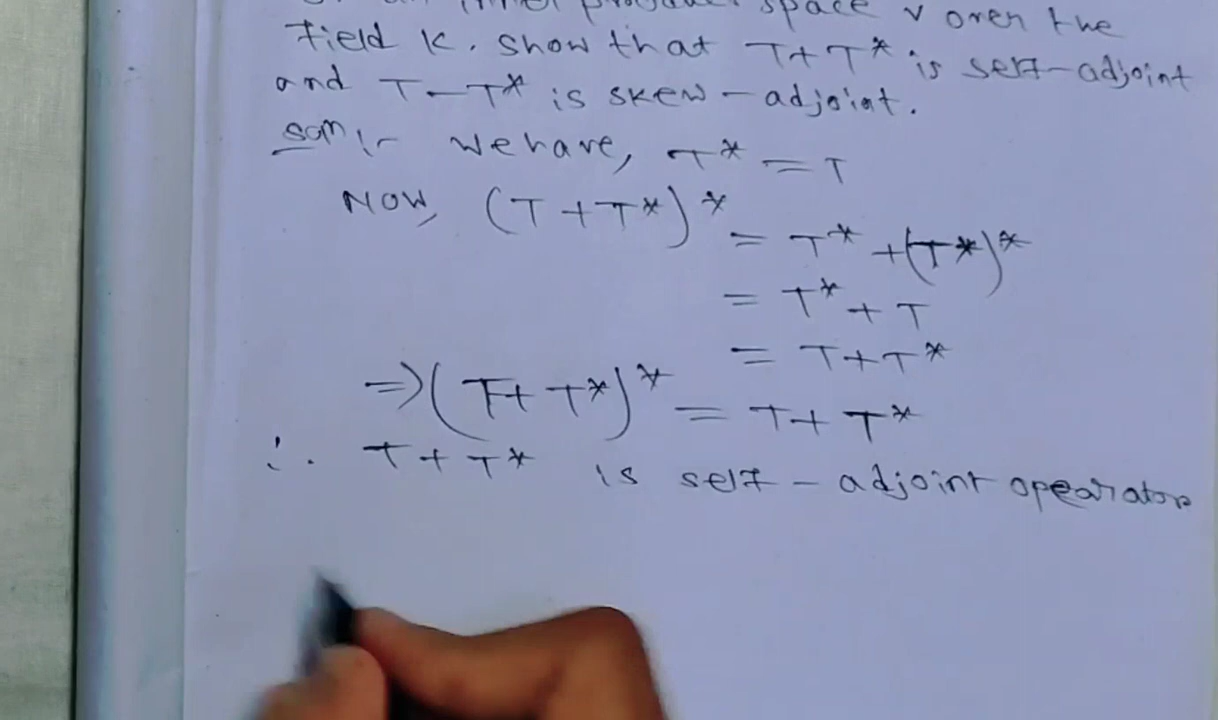 space V over the
field K. show that T+T* is self-adjoint
and T-T* is skew-adjoint.
Soln:- We have, T* = T
Now, (T+T*)*
= T* + (T*)*
= T* + T
= T+T*
=> (T+T*)* = T+T*
∴ T+T* is self-adjoint opearator